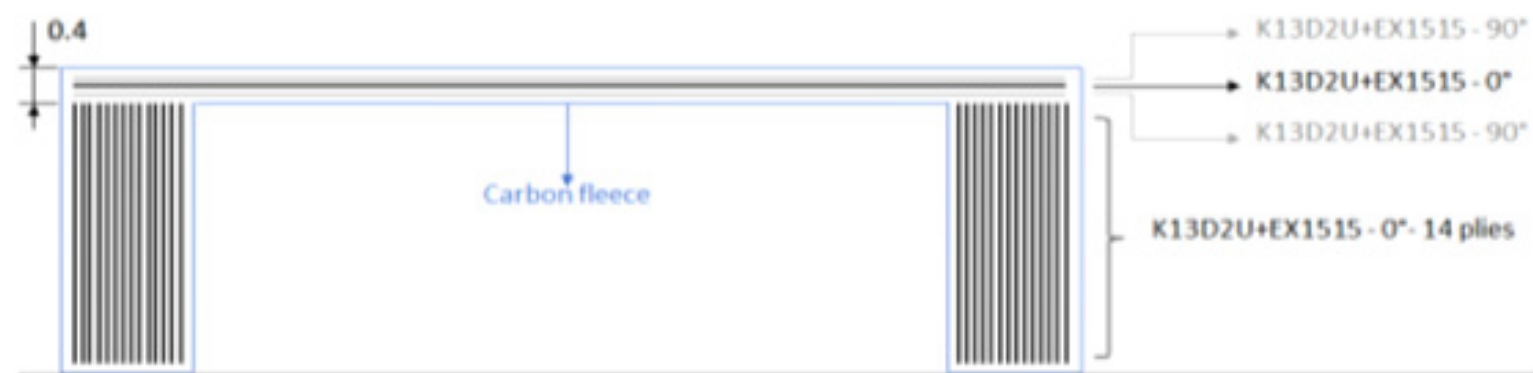 0.4
K13D2U+EX1515 - 90°
K13D2U+EX1515 - 0°
K13D2U+EX1515 - 90°
Carbon fleece
K13D2U+EX1515 - 0°- 14 plies